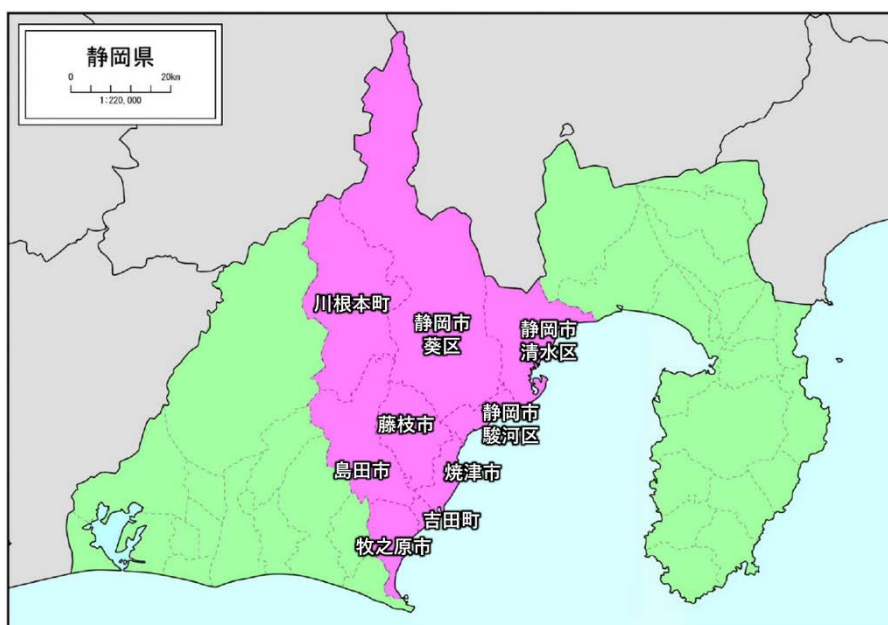 静岡県
0 20km
1:220,000
川根本町
静岡市
葵区
静岡市
清水区
藤枝市
静岡市
駿河区
島田市
焼津市
吉田町
牧之原市